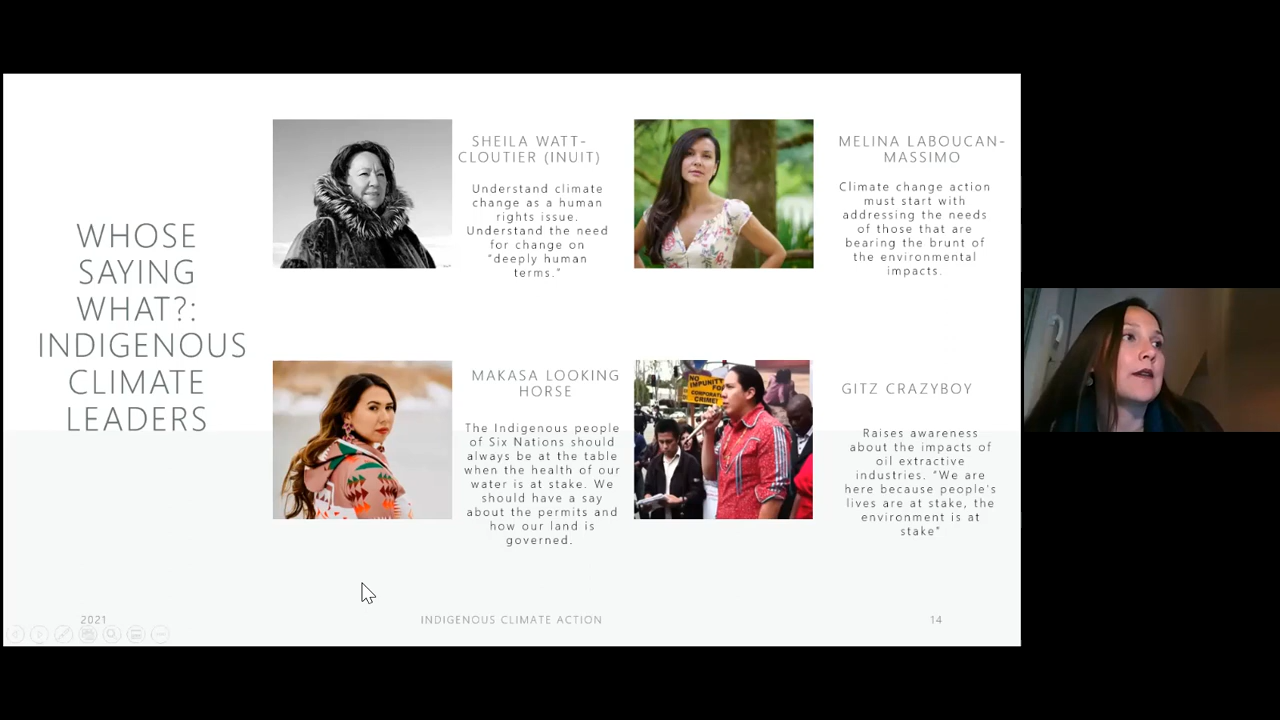 WHOSE
SAYING
WHAT?:
INDIGENOUS
CLIMATE
LEADERS
SHEILA WATT-
CLOUTIER (INUIT)
Understand climate
change as a human
rights issue.
Understand the need
for change on
“deeply human
terms.”
MELINA LABOUCAN-
MASSIMO
Climate change action
must start with
addressing the needs
of those that are
bearing the brunt of
the environmental
impacts.
MAKASA LOOKING
HORSE
The Indigenous people
of Six Nations should
always be at the table
when the health of our
water is at stake. We
should have a say
about the permits and
how our land is
governed.
NO
IMPUNITY
FOR
CORPORATE
CRIME!
GITZ CRAZYBOY
Raises awareness
about the impacts of
oil extractive
industries. “We are
here because people's
lives are at stake, the
environment is at
stake”
2021
INDIGENOUS CLIMATE ACTION
14